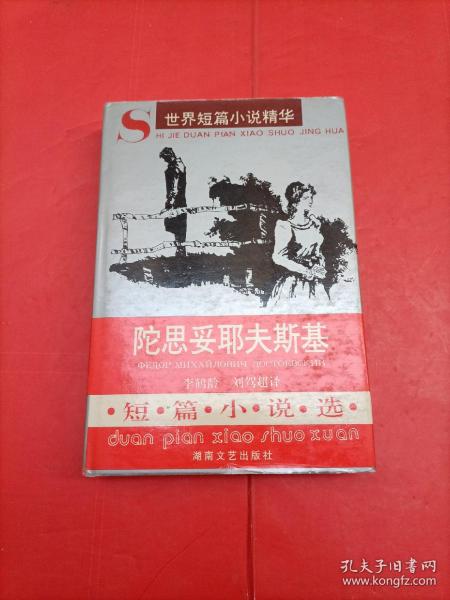 世界短篇小说精华
SHI JIE DUAN PIAN XIAO SHUO JING HUA
陀思妥耶夫斯基
ФЕДОР МИХАЙЛОВИЧ ДОСТОЕВСКИЙ
李鹤龄 刘驾超译
·短·篇·小·说·选·
duan pian xiao shuo xuan
湖南文艺出版社
孔夫子旧书网
www.kongfz.com